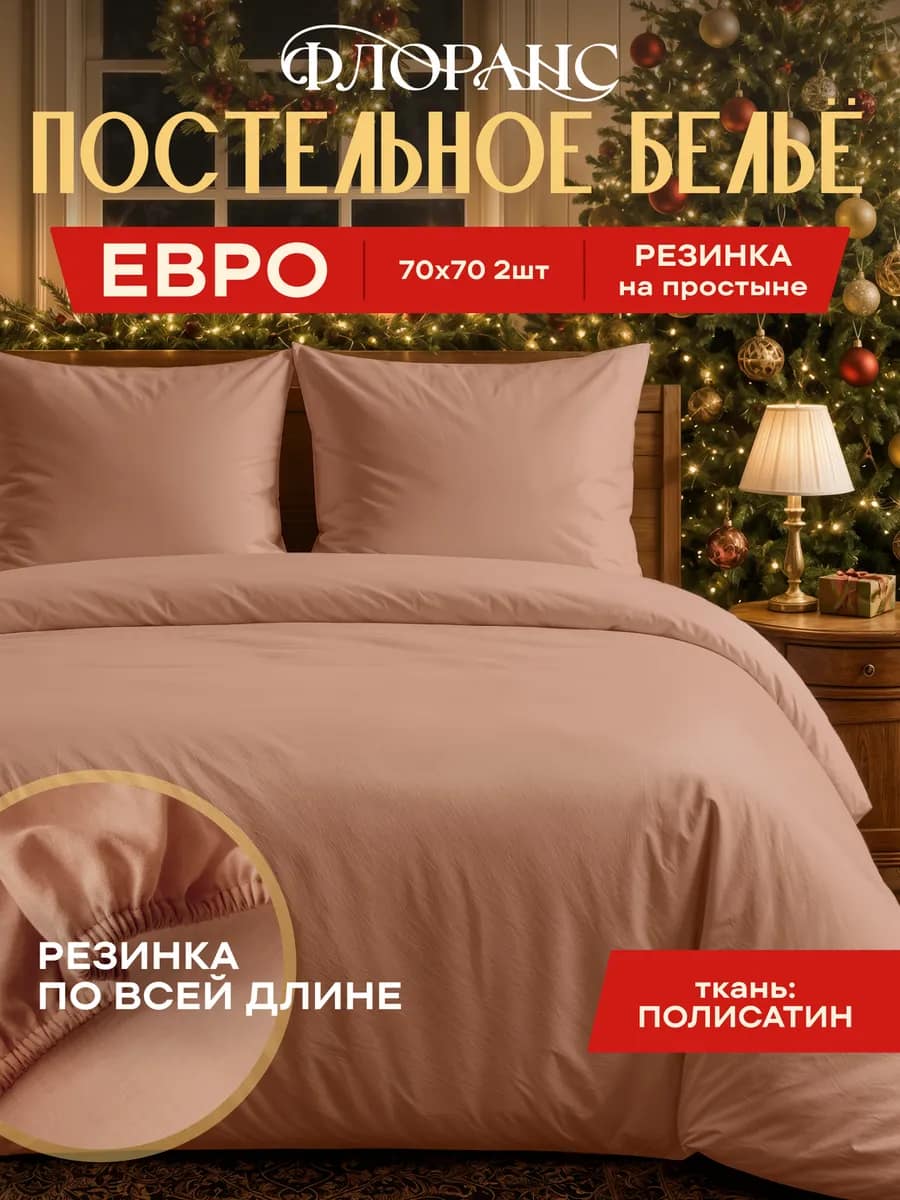 ФЛОРАНС
ПОСТЕЛЬНОЕ БЕЛЬЁ
ЕВРО
70х70 2шт
РЕЗИНКА
на простыне
РЕЗИНКА
ПО ВСЕЙ ДЛИНЕ
ткань:
ПОЛИСАТИН